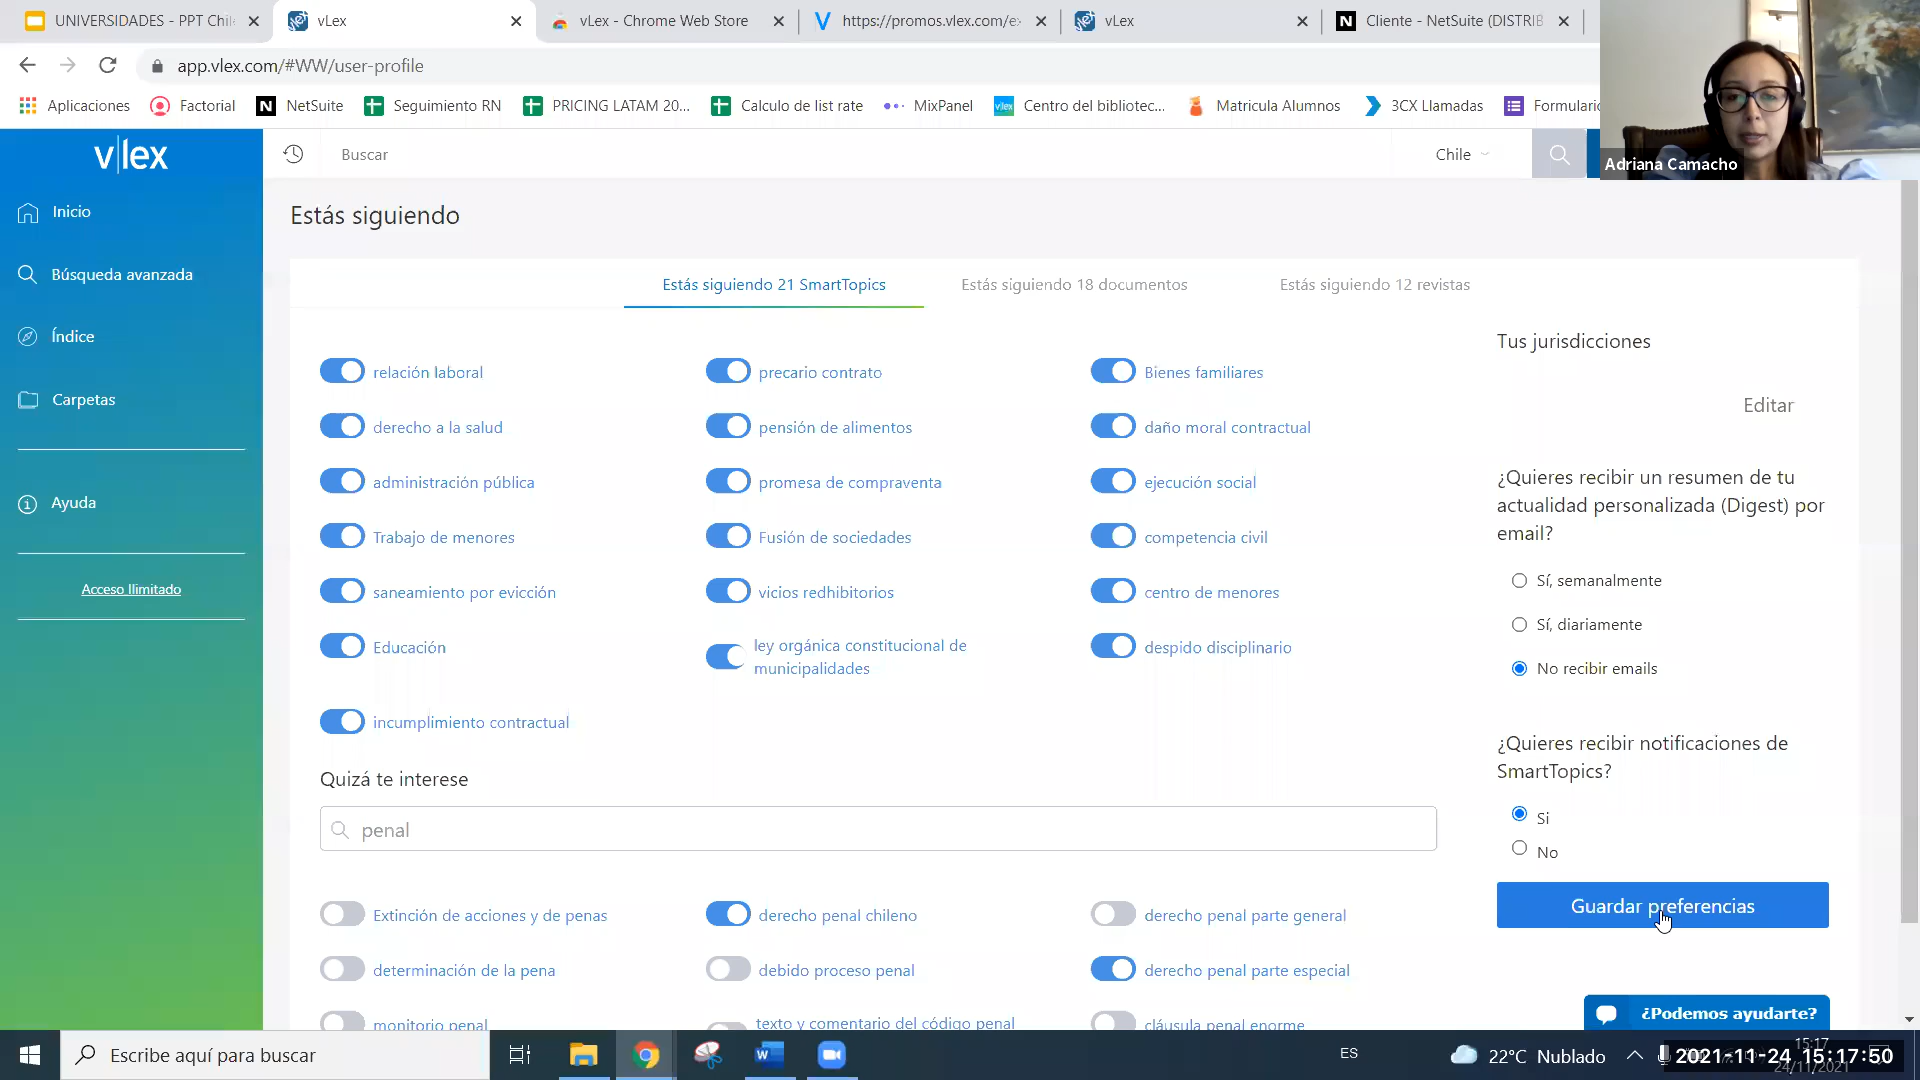 UNIVERSIDADES - PPT Chil
vLex
vLex - Chrome Web Store
https://promos.vlex.com/e
vLex
Cliente - NetSuite (DISTRIB
app.vlex.com/#WW/user-profile
Aplicaciones
Factorial
NetSuite
Seguimiento RN
PRICING LATAM 20...
Calculo de list rate
MixPanel
Centro del bibliotec...
Matricula Alumnos
3CX Llamadas
Formulario
Adriana Camacho
v|lex
Buscar
Chile
Inicio
Búsqueda avanzada
Índice
Carpetas
Ayuda
Acceso Ilimitado
Estás siguiendo
Estás siguiendo 21 SmartTopics
Estás siguiendo 18 documentos
Estás siguiendo 12 revistas
relación laboral
precario contrato
Bienes familiares
derecho a la salud
pensión de alimentos
daño moral contractual
administración pública
promesa de compraventa
ejecución social
Trabajo de menores
Fusión de sociedades
competencia civil
saneamiento por evicción
vicios redhibitorios
centro de menores
Educación
ley orgánica constitucional de
municipalidades
despido disciplinario
incumplimiento contractual
Quizá te interese
penal
Extinción de acciones y de penas
derecho penal chileno
derecho penal parte general
determinación de la pena
debido proceso penal
derecho penal parte especial
monitorio penal
texto y comentario del código penal
cláusula penal enorme
Tus jurisdicciones
Editar
¿Quieres recibir un resumen de tu
actualidad personalizada (Digest) por
email?
Sí, semanalmente
Sí, diariamente
No recibir emails
¿Quieres recibir notificaciones de
SmartTopics?
Si
No
Guardar preferencias
¿Podemos ayudarte?
Escribe aquí para buscar
ES
22°C Nublado
15:17
24/11/2021
2021-11-24 15:17:50